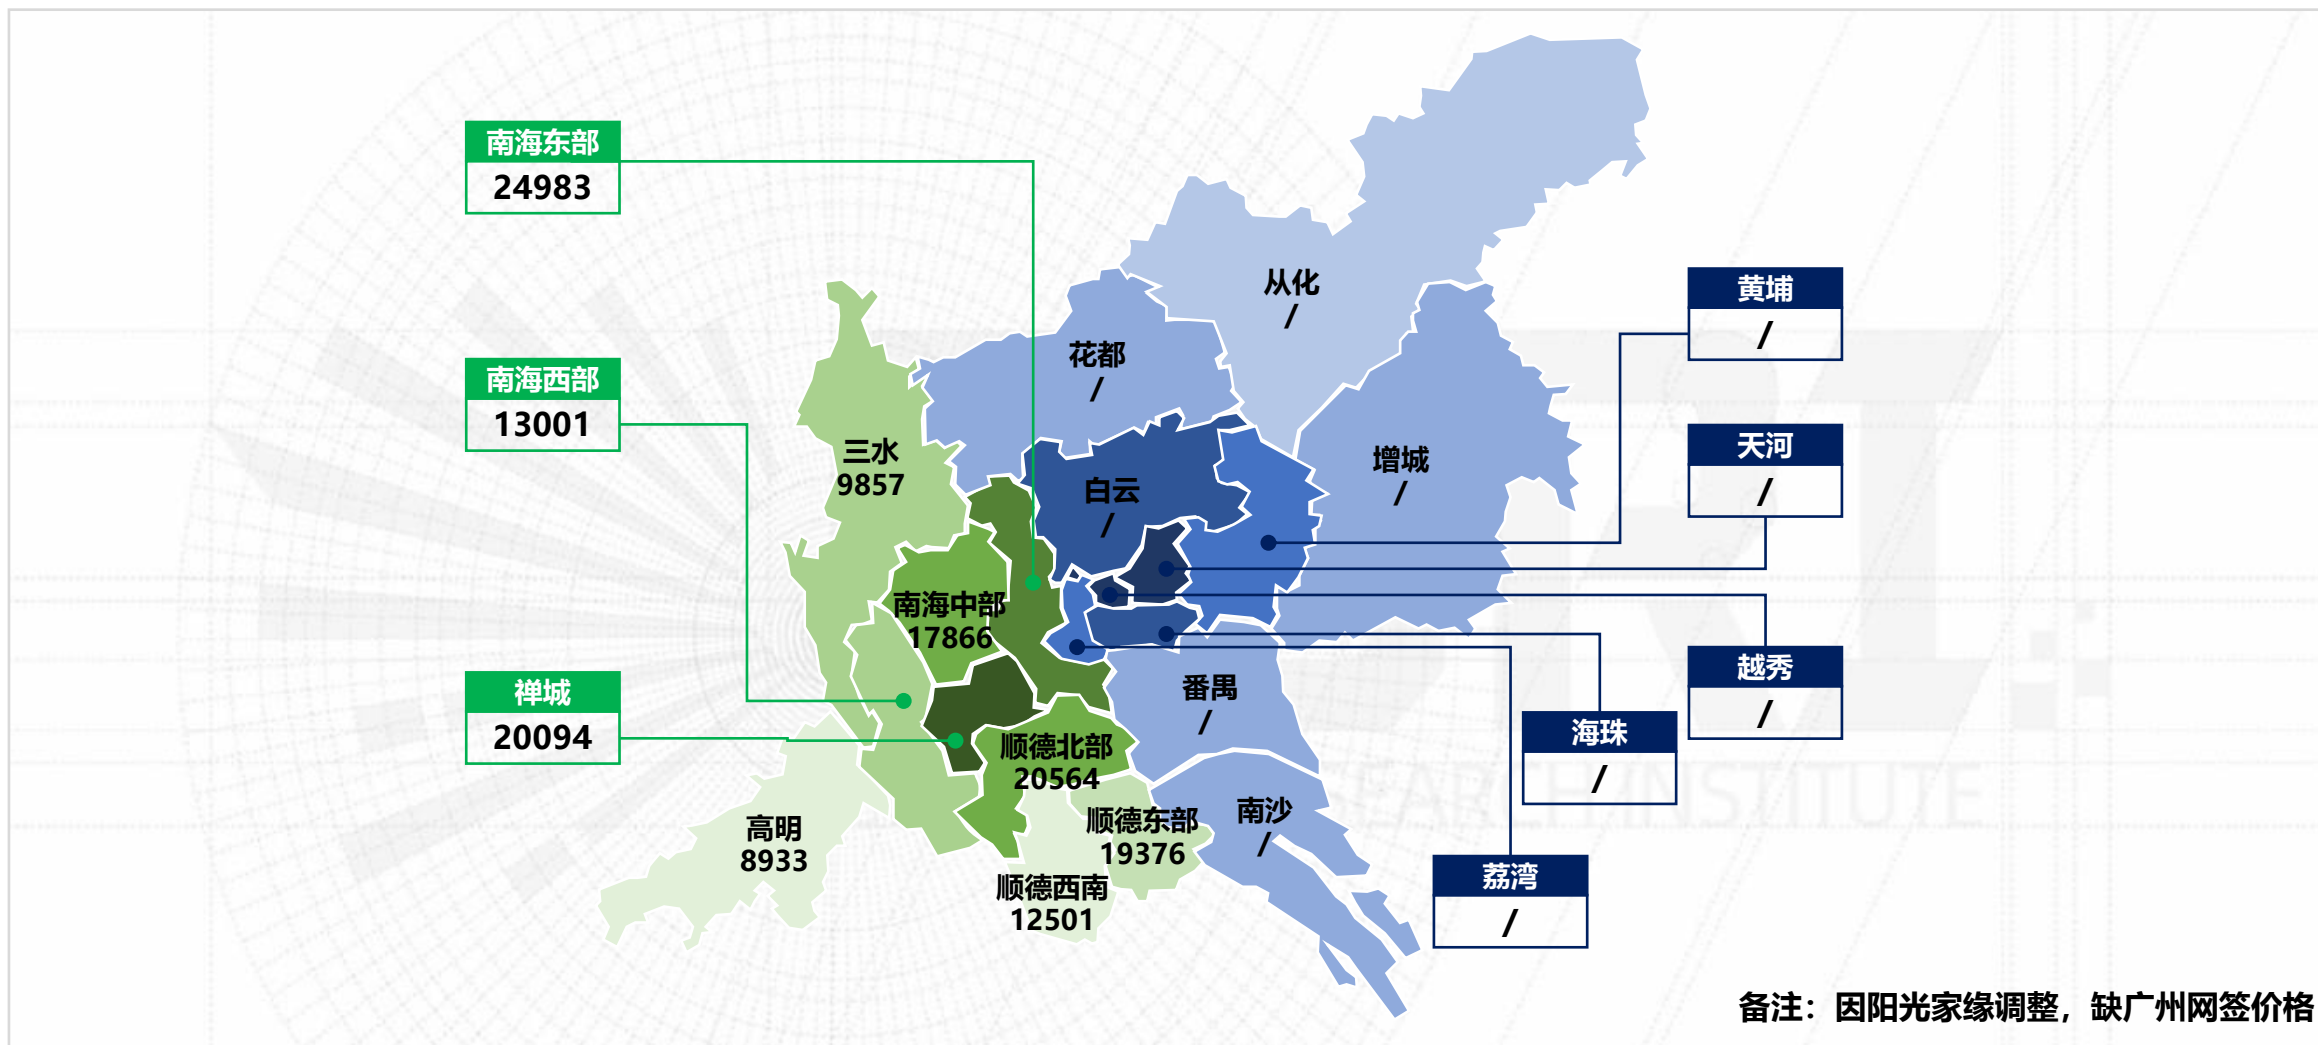 南海东部
24983
南海西部
13001
禅城
20094
从化
/
花都
/
三水
9857
白云
/
增城
/
南海中部
17866
番禺
/
顺德北部
20564
顺德东部
19376
南沙
/
高明
8933
顺德西南
12501
黄埔
/
天河
/
越秀
/
海珠
/
荔湾
/
SEARCH INSTITUTE
备注：因阳光家缘调整，缺广州网签价格